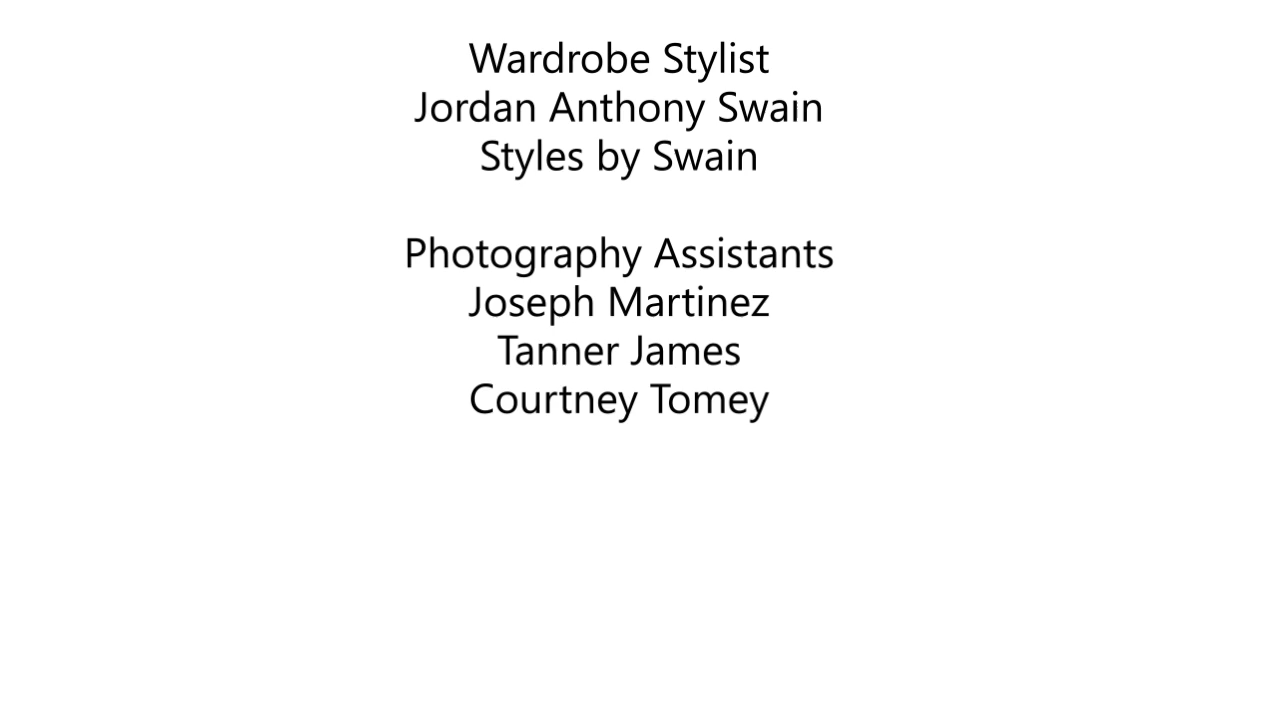 Wardrobe Stylist
Jordan Anthony Swain
Styles by Swain
Photography Assistants
Joseph Martinez
Tanner James
Courtney Tomey